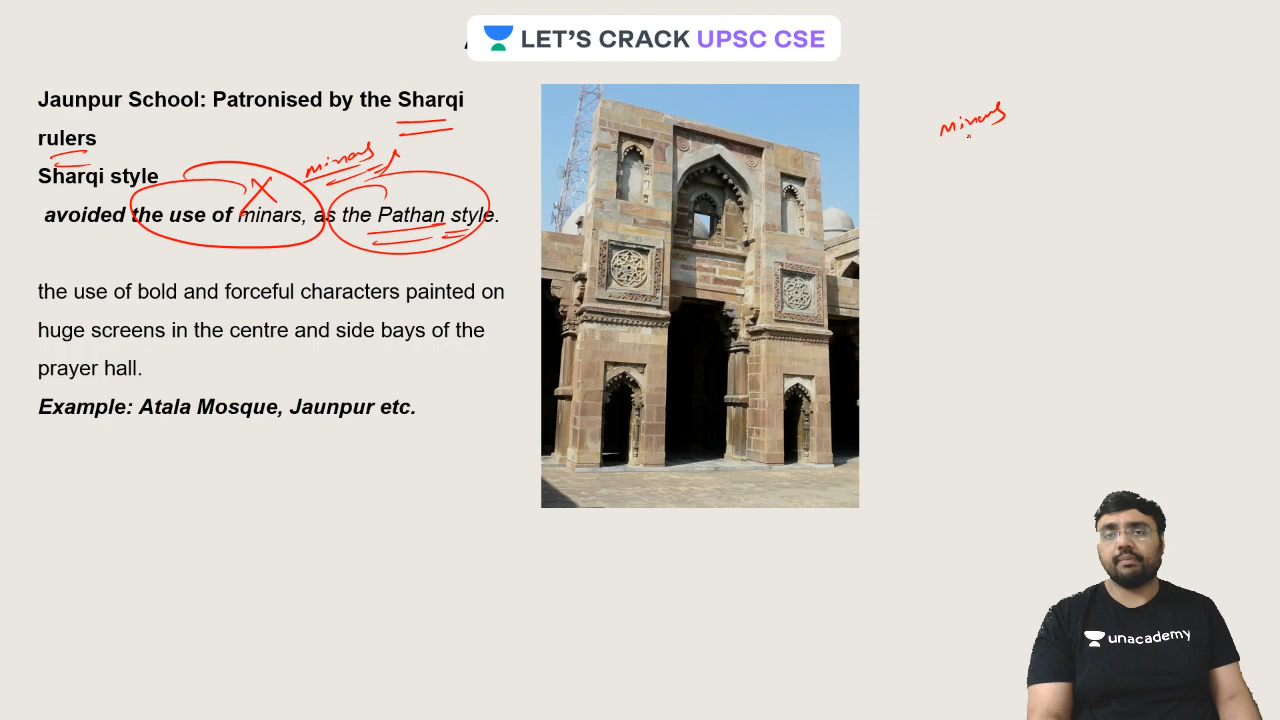 LET'S CRACK UPSC CSE
Jaunpur School: Patronised by the Sharqi
rulers
Sharqi style
minars
avoided the use of minars, as the Pathan style.
the use of bold and forceful characters painted on
huge screens in the centre and side bays of the
prayer hall.
Example: Atala Mosque, Jaunpur etc.
minars
unacademy